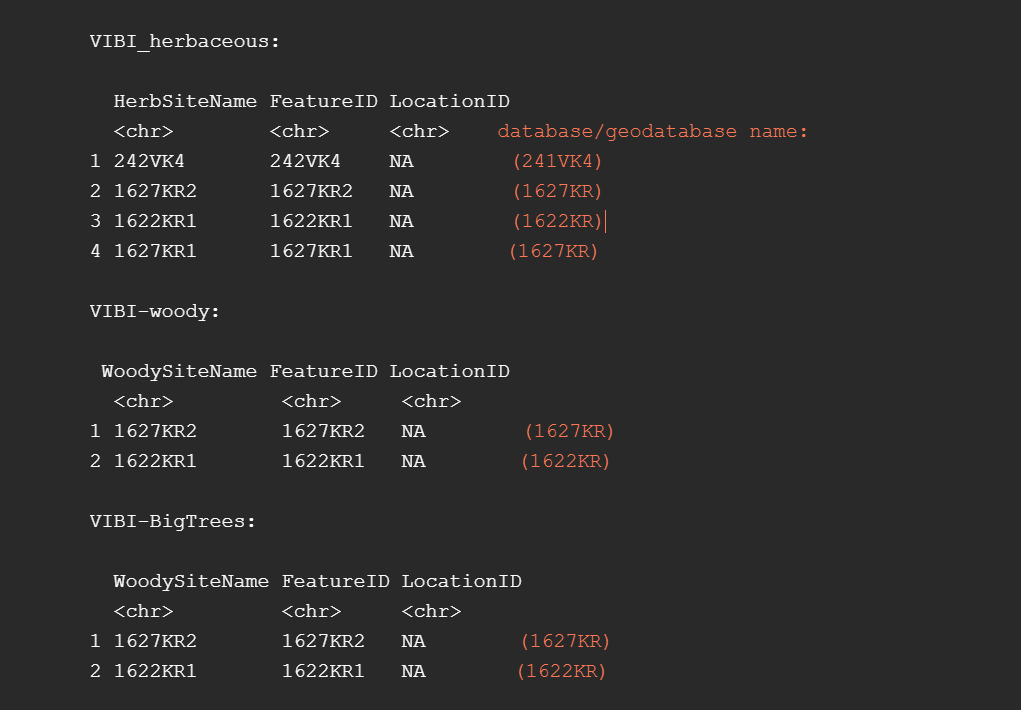 VIBI_herbaceous:
HerbSiteName FeatureID LocationID
<chr> <chr> <chr> database/geodatabase name:
1 242VK4 242VK4 NA (241VK4)
2 1627KR2 1627KR2 NA (1627KR)
3 1622KR1 1622KR1 NA (1622KR)
4 1627KR1 1627KR1 NA (1627KR)
VIBI-woody:
WoodySiteName FeatureID LocationID
<chr> <chr> <chr>
1 1627KR2 1627KR2 NA (1627KR)
2 1622KR1 1622KR1 NA (1622KR)
VIBI-BigTrees:
WoodySiteName FeatureID LocationID
<chr> <chr> <chr>
1 1627KR2 1627KR2 NA (1627KR)
2 1622KR1 1622KR1 NA (1622KR)